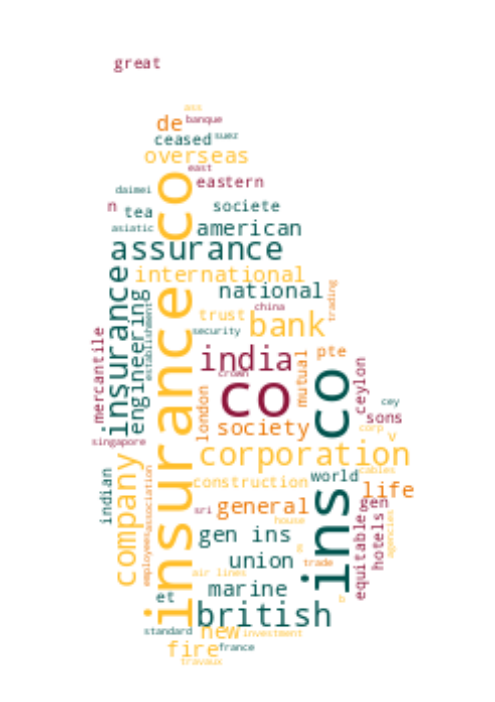 great
ass
de
banque
ceased
suez
overseas
east
eastern
daimei
n
tea
societe
asiatic
american
assurance
international
national
china
trading
trust
bank
security
insurance co
insurance
engineering
establishment
mercantile
india
crown
pte
co
mutual
ins co
ceylon
cey
sons
london
society
corp
v
singapore
corporation
company
indian
association
employees
construction
world
cables
life
sri
general
gen
house
equitable
hotels
agencies
gen ins
g
union
trade
air lines
marine
et
b
british
standard
new
investment
fire
france
travaux